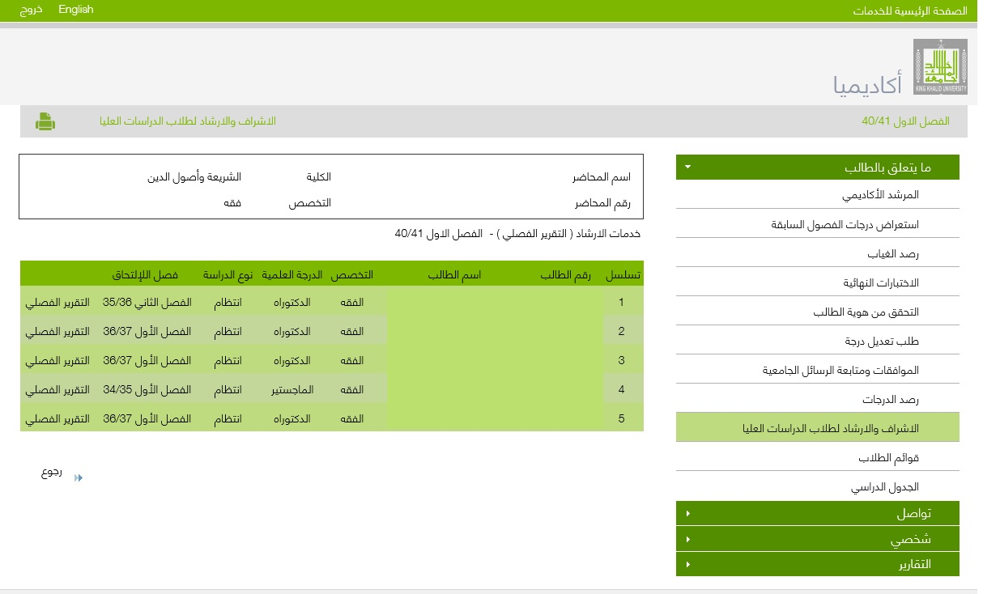 الصفحة الرئيسية للخدمات
English خروج
جامعة الملك خالد
KING KHALID UNIVERSITY
أكاديميا
الفصل الاول 40/41
الاشراف والارشاد لطلاب الدراسات العليا
ما يتعلق بالطالب
المرشد الأكاديمي
استعراض درجات الفصول السابقة
رصد الغياب
الاختبارات النهائية
التحقق من هوية الطالب
طلب تعديل درجة
الموافقات ومتابعة الرسائل الجامعية
رصد الدرجات
الاشراف والارشاد لطلاب الدراسات العليا
قوائم الطلاب
الجدول الدراسي
تواصل
شخصي
التقارير
اسم المحاضر الكلية الشريعة وأصول الدين
رقم المحاضر التخصص فقه
خدمات الارشاد ( التقرير الفصلي ) - الفصل الاول 40/41
تسلسل رقم الطالب اسم الطالب التخصص الدرجة العلمية نوع الدراسة فصل اللإلتحاق
1 الفقه الدكتوراه انتظام الفصل الثاني 35/36 التقرير الفصلي
2 الفقه الدكتوراه انتظام الفصل الأول 36/37 التقرير الفصلي
3 الفقه الدكتوراه انتظام الفصل الأول 36/37 التقرير الفصلي
4 الفقه الماجستير انتظام الفصل الأول 34/35 التقرير الفصلي
5 الفقه الدكتوراه انتظام الفصل الأول 36/37 التقرير الفصلي
رجوع